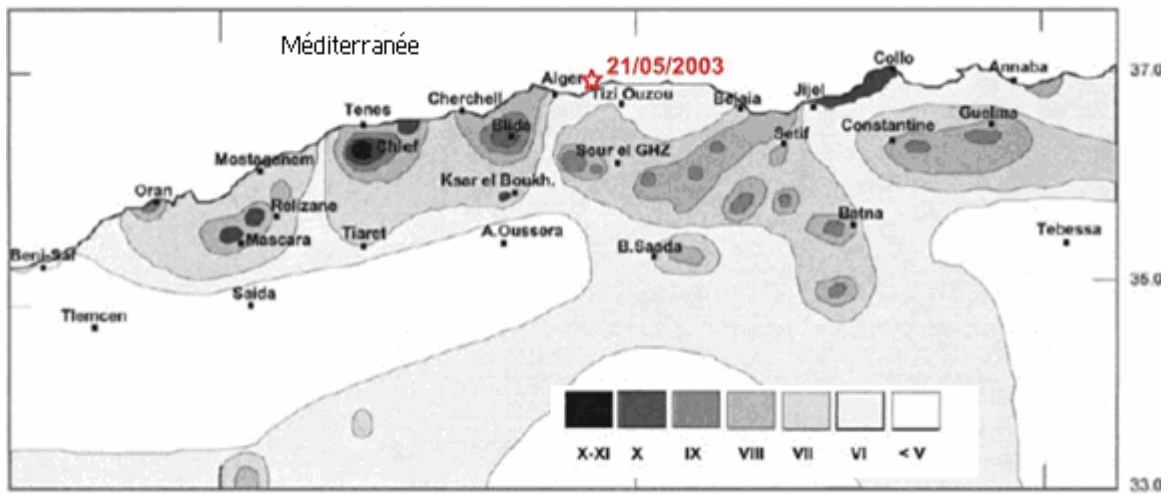 Méditerranée
21/05/2003
37.0
Collo
Annaba
Alger
Tizi Ouzou
Bejaia
Jijel
Cherchell
Tenes
Blida
Guelma
Constantine
Setif
Chlef
Sour el GHZ
Mostaganem
Ksar el Boukh.
Oran
Relizane
Batna
Mascara
Tiaret
A.Oussera
B.Saada
Tebessa
Beni-Saf
35.0
Saida
Tlemcen
X-XI X IX VIII VII VI < V
33.0